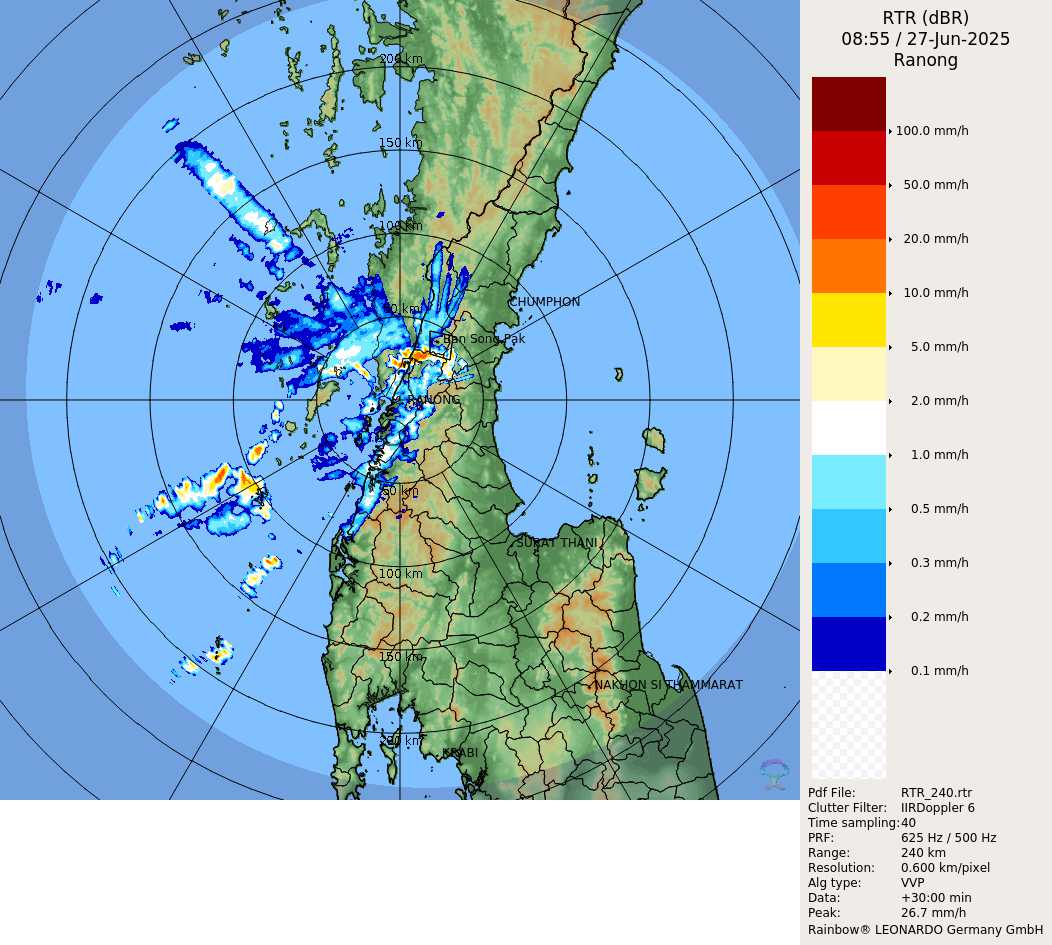 200 km
150 km
100 km
CHUMPHON
Ban Song Pak
RANONG
50 km
SURAT THANI
100 km
150 km
NAKHON SI THAMMARAT
200 km
KRABI
RTR (dBR)
08:55 / 27-Jun-2025
Ranong
100.0 mm/h
50.0 mm/h
20.0 mm/h
10.0 mm/h
5.0 mm/h
2.0 mm/h
1.0 mm/h
0.5 mm/h
0.3 mm/h
0.2 mm/h
0.1 mm/h
Pdf File: RTR_240.rtr
Clutter Filter: IIRDoppler 6
Time sampling:40
PRF: 625 Hz / 500 Hz
Range: 240 km
Resolution: 0.600 km/pixel
Alg type: VVP
Data: +30:00 min
Peak: 26.7 mm/h
Rainbow® LEONARDO Germany GmbH